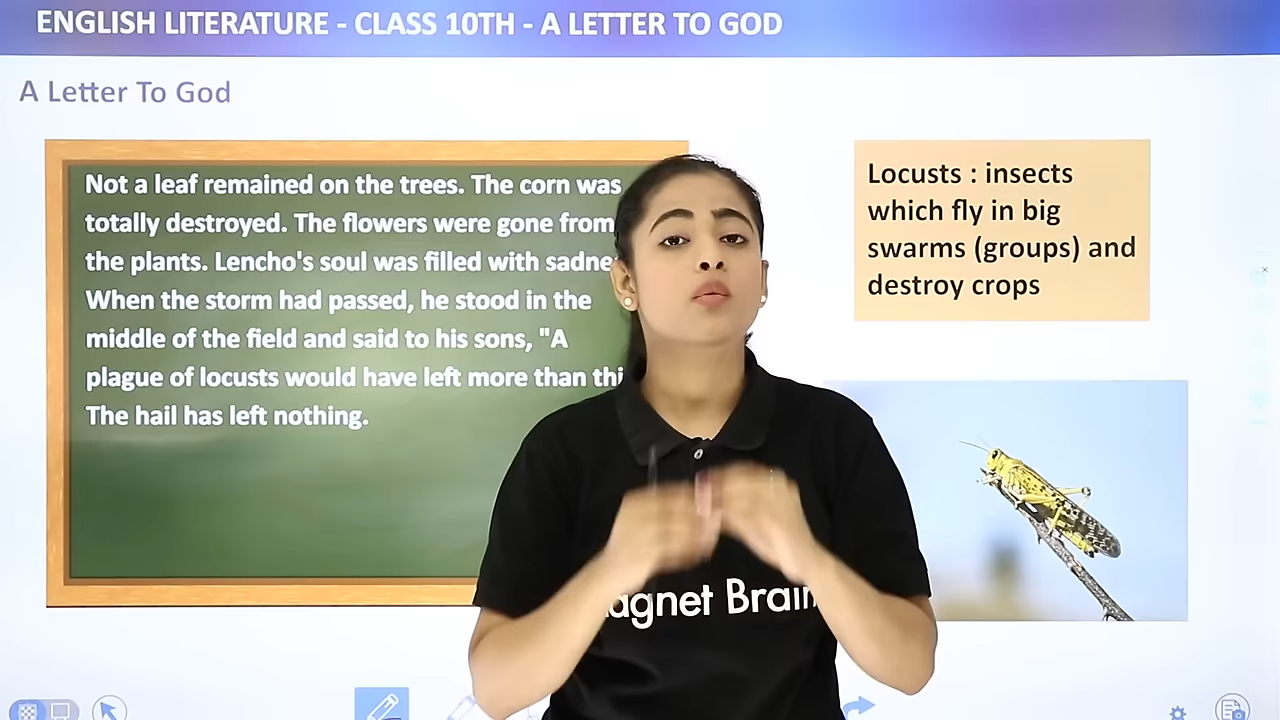 ENGLISH LITERATURE - CLASS 10TH - A LETTER TO GOD
A Letter To God
Not a leaf remained on the trees. The corn was
totally destroyed. The flowers were gone from
the plants. Lencho's soul was filled with
When the storm had passed, he stood in the
middle of the field and said to his sons, "A
plague of locusts would have left more than
The hail has left nothing.
Locusts : insects
which fly in big
swarms (groups) and
destroy crops